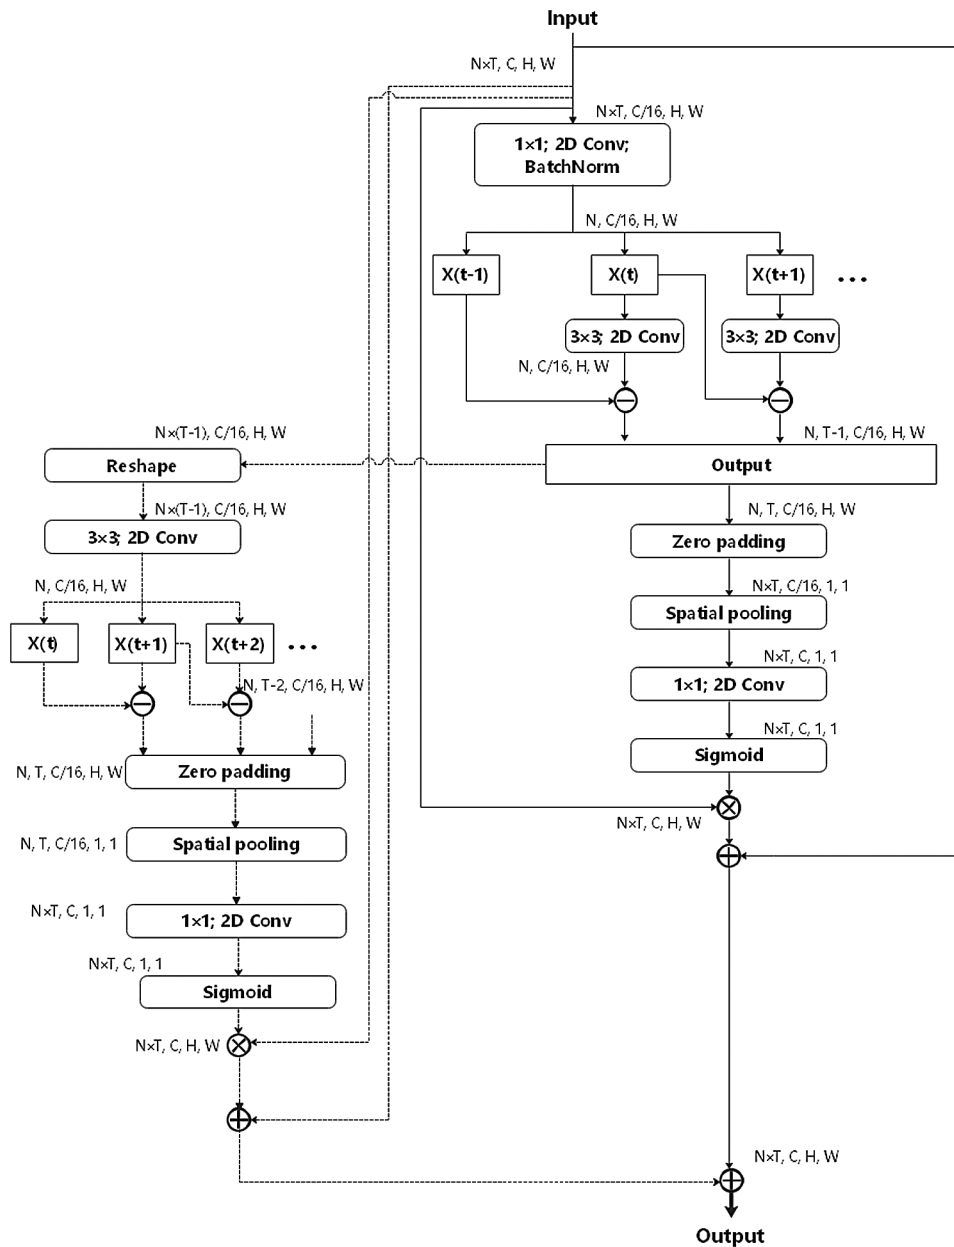 Input
N×T, C, H, W
N×T, C/16, H, W
1×1; 2D Conv;
BatchNorm
N, C/16, H, W
X(t-1)
X(t)
X(t+1)
...
3×3; 2D Conv
3×3; 2D Conv
N, C/16, H, W
N, T-1, C/16, H, W
Output
N, T, C/16, H, W
Zero padding
N×T, C/16, 1, 1
Spatial pooling
N×T, C, 1, 1
1×1; 2D Conv
N×T, C, 1, 1
Sigmoid
N×T, C, H, W
N×(T-1), C/16, H, W
Reshape
N×(T-1), C/16, H, W
3×3; 2D Conv
N, C/16, H, W
X(t)
X(t+1)
X(t+2)
...
N, T-2, C/16, H, W
N, T, C/16, H, W
Zero padding
N, T, C/16, 1, 1
Spatial pooling
N×T, C, 1, 1
1×1; 2D Conv
N×T, C, 1, 1
Sigmoid
N×T, C, H, W
N×T, C, H, W
Output